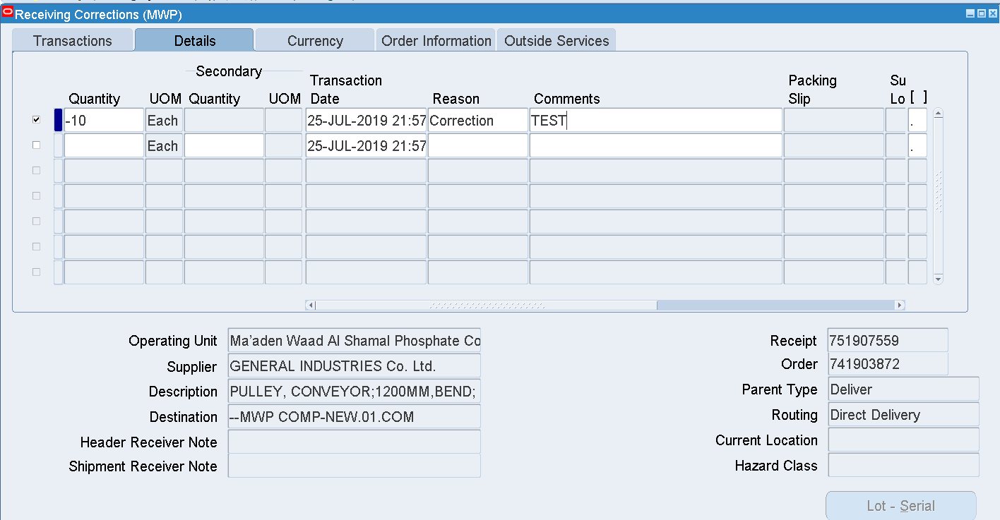 Receiving Corrections (MWP)
Transactions Details Currency Order Information Outside Services
Secondary
Transaction Packing Su
Quantity UOM Quantity UOM Date Reason Comments Slip Lo [ ]
-10 Each 25-JUL-2019 21:57 Correction TEST .
Each 25-JUL-2019 21:57 .
Operating Unit Ma'aden Waad Al Shamal Phosphate Co Receipt 751907559
Supplier GENERAL INDUSTRIES Co. Ltd. Order 741903872
Description PULLEY, CONVEYOR;1200MM,BEND; Parent Type Deliver
Destination --MWP COMP-NEW.01.COM Routing Direct Delivery
Header Receiver Note Current Location
Shipment Receiver Note Hazard Class
Lot - Serial